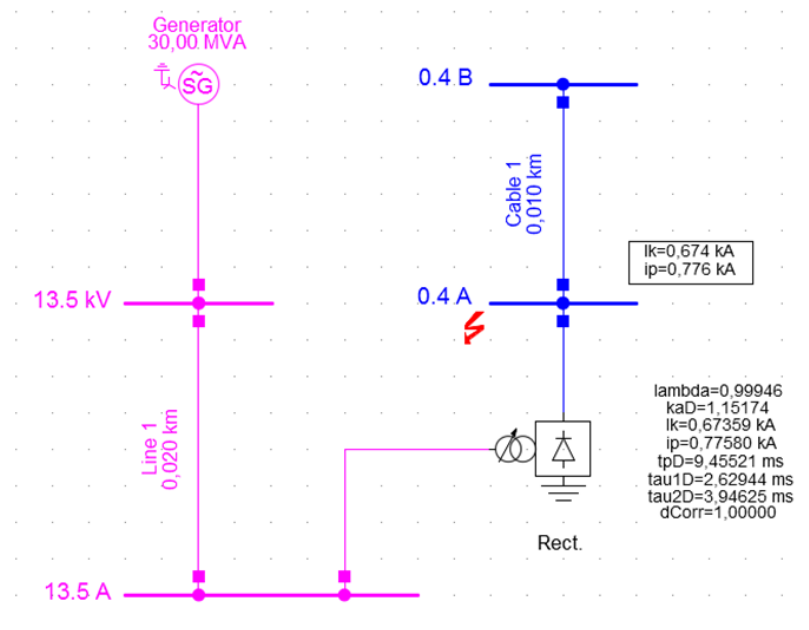 Generator
30,00 MVA
SG
0.4 B
Cable 1
0,010 km
Ik=0,674 kA
ip=0,776 kA
13.5 kV
0.4 A
Line 1
0,020 km
lambda=0,99946
kaD=1,15174
Ik=0,67359 kA
ip=0,77580 kA
tpD=9,45521 ms
tau1D=2,62944 ms
tau2D=3,94625 ms
dCorr=1,00000
Rect.
13.5 A